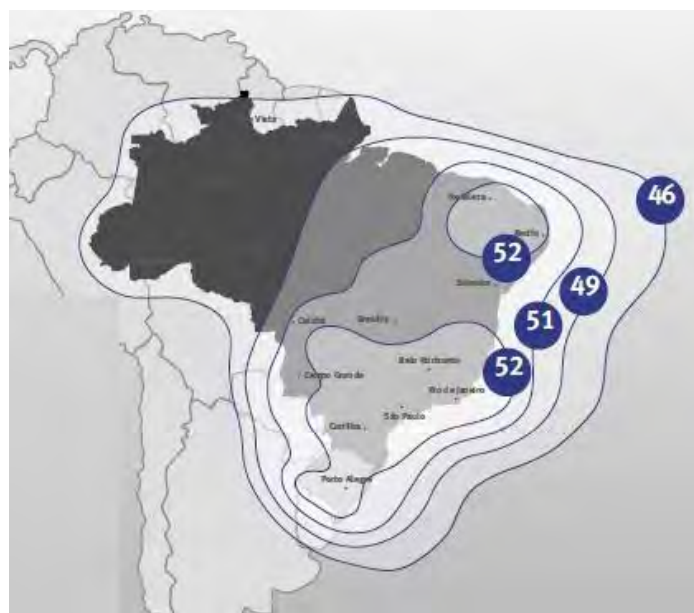 Vista
46
Fortaleza
Recife
52
Salvador
49
Cuiabá
Brasília
51
Belo Horizonte
52
Campo Grande
Rio de Janeiro
São Paulo
Curitiba
Porto Alegre